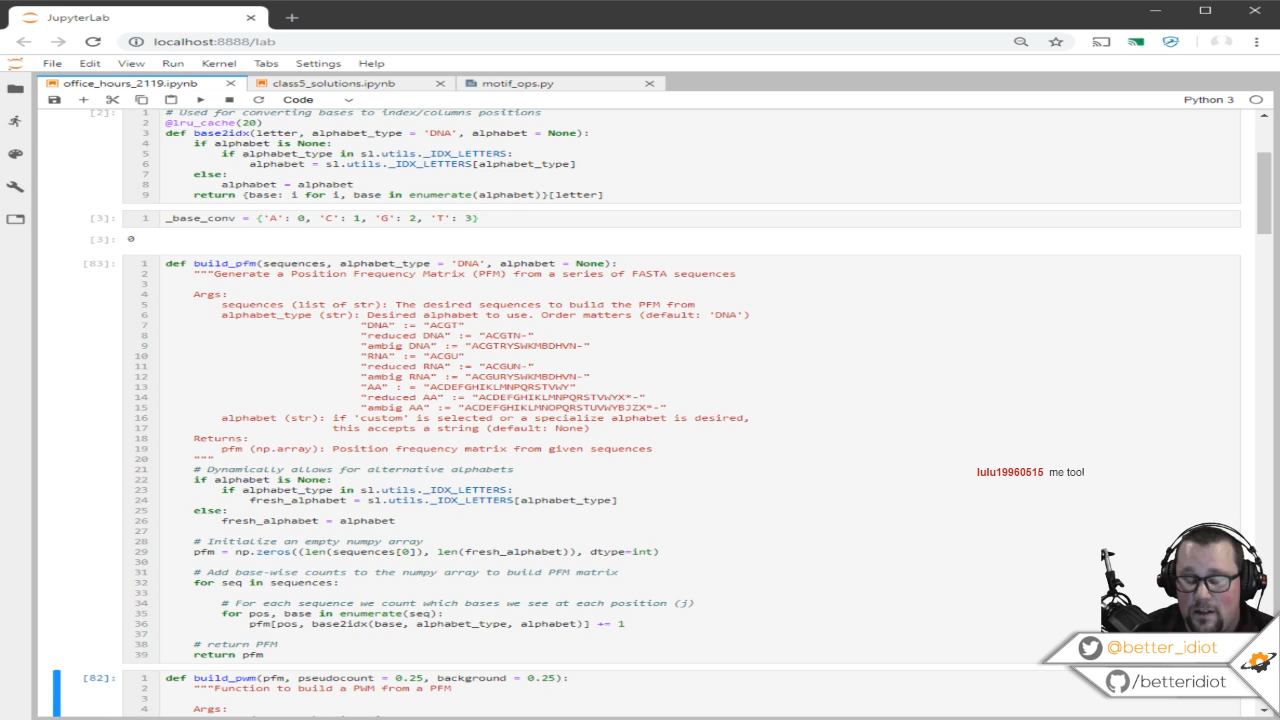 JupyterLab
localhost:8888/lab
File Edit View Run Kernel Tabs Settings Help
office_hours_2119.ipynb class5_solutions.ipynb motif_ops.py
Code Python 3
[2]: 1 # Used for converting bases to index/columns positions
2 @lru_cache(20)
3 def base2idx(letter, alphabet_type = 'DNA', alphabet = None):
4 if alphabet is None:
5 if alphabet_type in sl.utils._IDX_LETTERS:
6 alphabet = sl.utils._IDX_LETTERS[alphabet_type]
7 else:
8 alphabet = alphabet
9 return {base: i for i, base in enumerate(alphabet)}[letter]
[3]: 1 _base_conv = {'A': 0, 'C': 1, 'G': 2, 'T': 3}
[3]: 0
[83]: 1 def build_pfm(sequences, alphabet_type = 'DNA', alphabet = None):
2 """Generate a Position Frequency Matrix (PFM) from a series of FASTA sequences
3
4 Args:
5 sequences (list of str): The desired sequences to build the PFM from
6 alphabet_type (str): Desired alphabet to use. Order matters (default: 'DNA')
7 "DNA" := "ACGT"
8 "reduced DNA" := "ACGTN-"
9 "ambig DNA" := "ACGTRYSWKMBDHVN-"
10 "RNA" := "ACGU"
11 "reduced RNA" := "ACGUN-"
12 "ambig RNA" := "ACGURYSWKMBDHVN-"
13 "AA" : = "ACDEFGHIKLMNPQRSTVWY"
14 "reduced AA" := "ACDEFGHIKLMNPQRSTVWYX*-"
15 "ambig AA" := "ACDEFGHIKLMNOPQRSTUVWYBJZX*-"
16 alphabet (str): if 'custom' is selected or a specialize alphabet is desired,
17 this accepts a string (default: None)
18 Returns:
19 pfm (np.array): Position frequency matrix from given sequences
20 """
21 # Dynamically allows for alternative alphabets
22 if alphabet is None:
23 if alphabet_type in sl.utils._IDX_LETTERS:
24 fresh_alphabet = sl.utils._IDX_LETTERS[alphabet_type]
25 else:
26 fresh_alphabet = alphabet
27
28 # Initialize an empty numpy array
29 pfm = np.zeros((len(sequences[0]), len(fresh_alphabet)), dtype=int)
30
31 # Add base-wise counts to the numpy array to build PFM matrix
32 for seq in sequences:
33
34 # For each sequence we count which bases we see at each position (j)
35 for pos, base in enumerate(seq):
36 pfm[pos, base2idx(base, alphabet_type, alphabet)] += 1
37
38 # return PFM
39 return pfm
[82]: 1 def build_pwm(pfm, pseudocount = 0.25, background = 0.25):
2 """Function to build a PWM from a PFM
3
4 Args:
lulu19960515 me tool
@better_idiot
/betteridiot